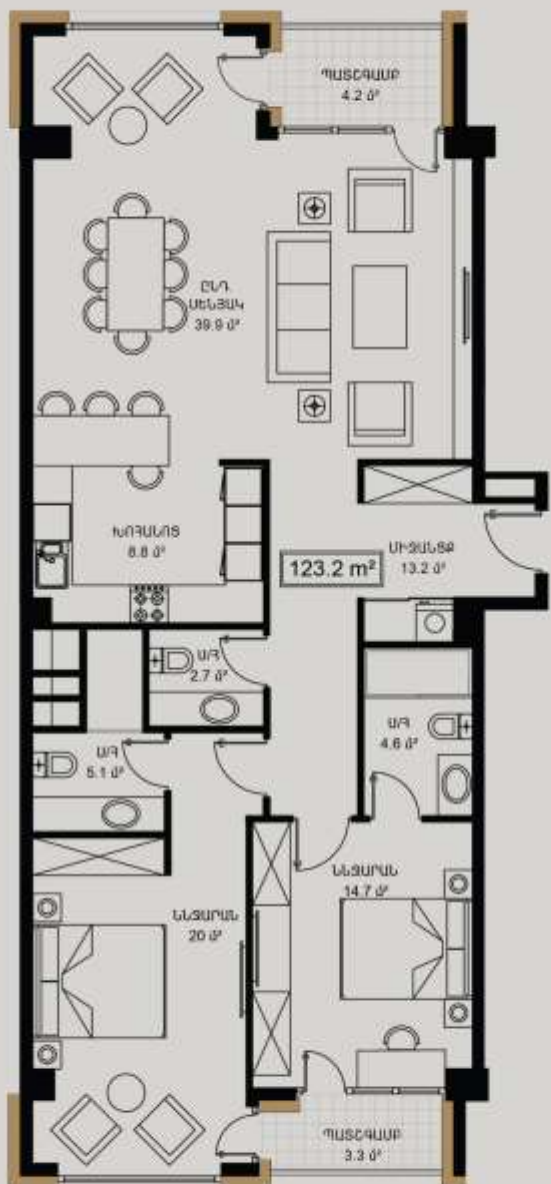 ՊԱՏՇԳԱՄԲ
4.2 մ²
ԸՆԴ.
ՍԵՆՅԱԿ
39.9 մ²
ԽՈՀԱՆՈՑ
8.8 մ²
123.2 m²
ՄԻՋԱՆՑՔ
13.2 մ²
Ս/Հ
2.7 մ²
Ս/Հ
4.6 մ²
Ս/Հ
5.1 մ²
ՆՆՋԱՐԱՆ
14.7 մ²
ՆՆՋԱՐԱՆ
20 մ²
ՊԱՏՇԳԱՄԲ
3.3 մ²